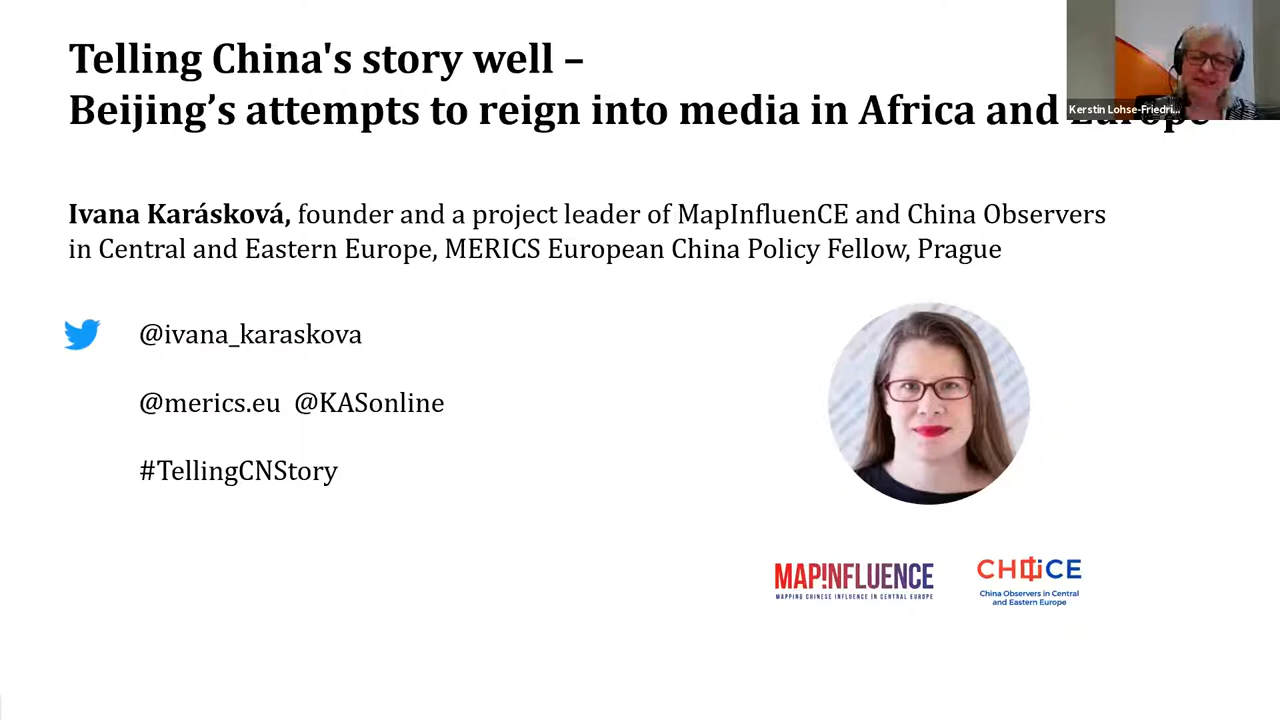 Telling China's story well –
Beijing’s attempts to reign into media in Africa and Europe
Kerstin Lohse-Friedri...
Ivana Karásková, founder and a project leader of MapInfluenCE and China Observers
in Central and Eastern Europe, MERICS European China Policy Fellow, Prague
@ivana_karaskova
@merics.eu @KASonline
#TellingCNStory
MAP!NFLUENCE
MAPPING CHINESE INFLUENCE IN CENTRAL EUROPE
CHOICE
China Observers in Central
and Eastern Europe